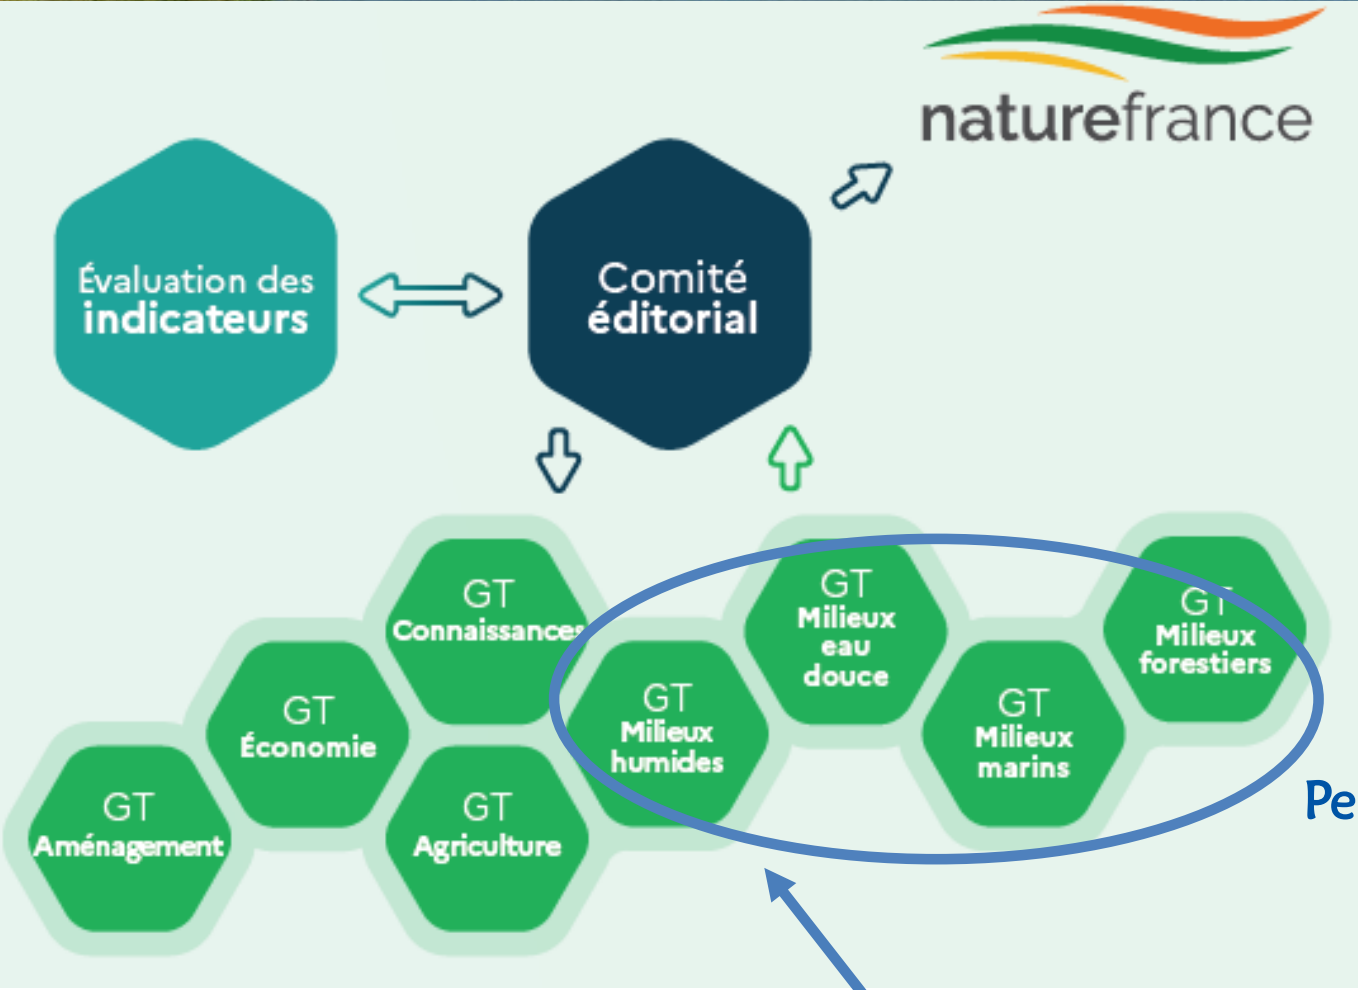 naturefrance
Évaluation des
indicateurs
Comité
éditorial
GT
Connaissances
GT
Milieux
eau
douce
GT
Milieux
forestiers
GT
Économie
GT
Milieux
humides
GT
Milieux
marins
GT
Aménagement
GT
Agriculture
Pe